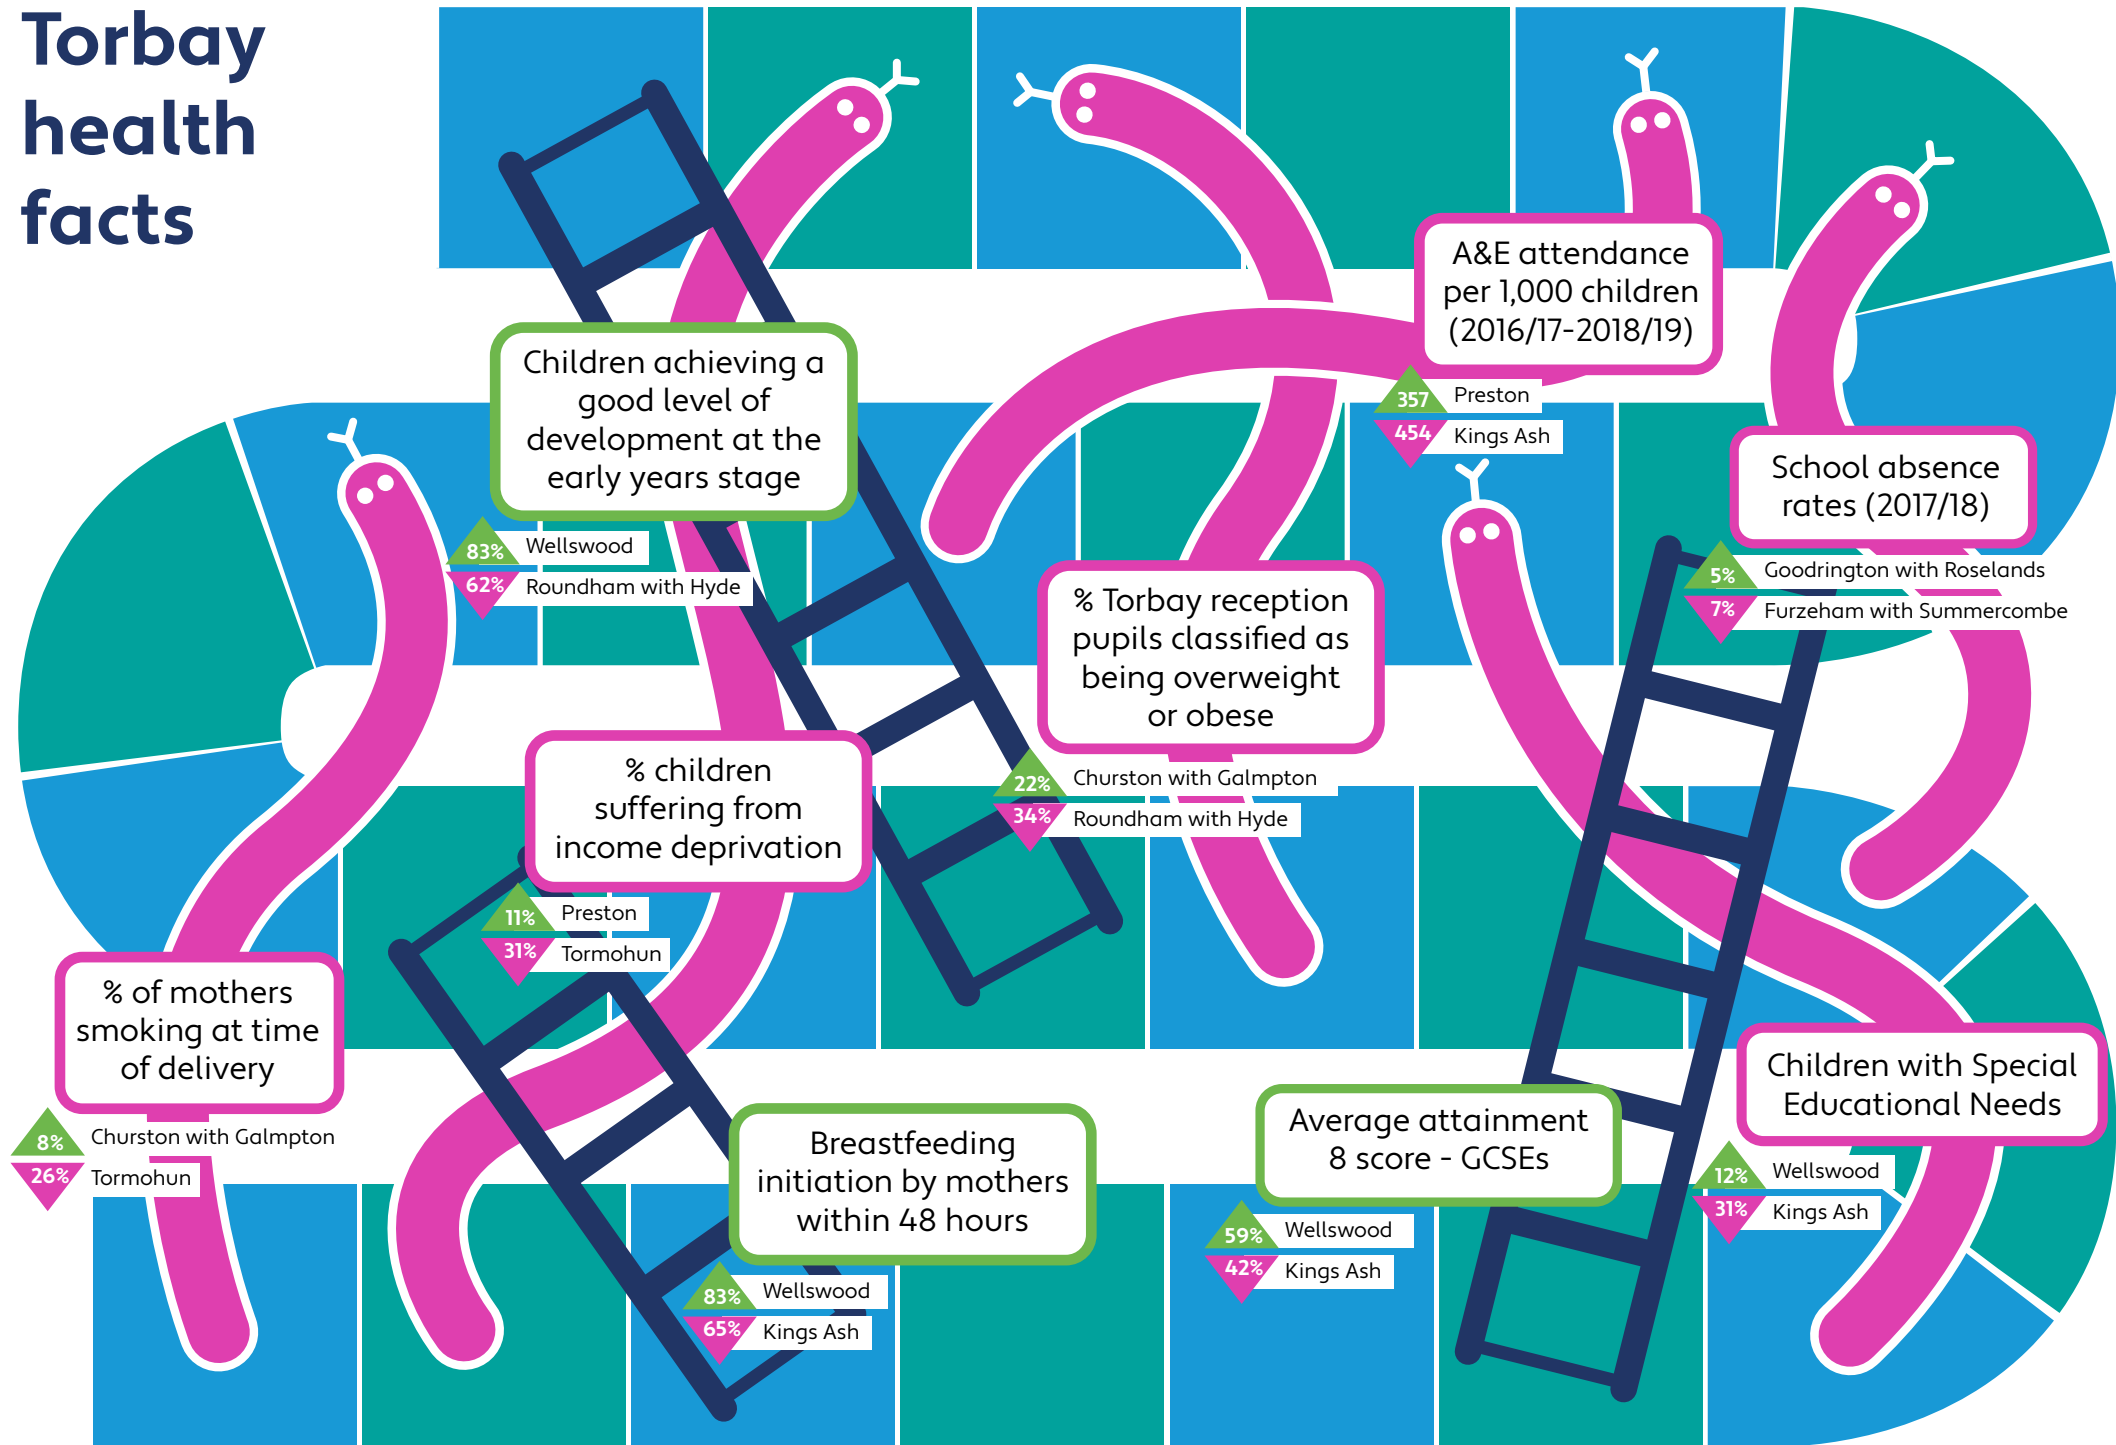 Torbay
health
facts
A&E attendance
per 1,000 children
(2016/17-2018/19)
357 Preston
454 Kings Ash
Children achieving a
good level of
development at the
early years stage
83% Wellswood
62% Roundham with Hyde
School absence
rates (2017/18)
5% Goodrington with Roselands
7% Furzeham with Summercombe
% Torbay reception
pupils classified as
being overweight
or obese
22% Churston with Galmpton
34% Roundham with Hyde
% children
suffering from
income deprivation
11% Preston
31% Tormohun
% of mothers
smoking at time
of delivery
8% Churston with Galmpton
26% Tormohun
Breastfeeding
initiation by mothers
within 48 hours
83% Wellswood
65% Kings Ash
Average attainment
8 score - GCSEs
59% Wellswood
42% Kings Ash
Children with Special
Educational Needs
12% Wellswood
31% Kings Ash